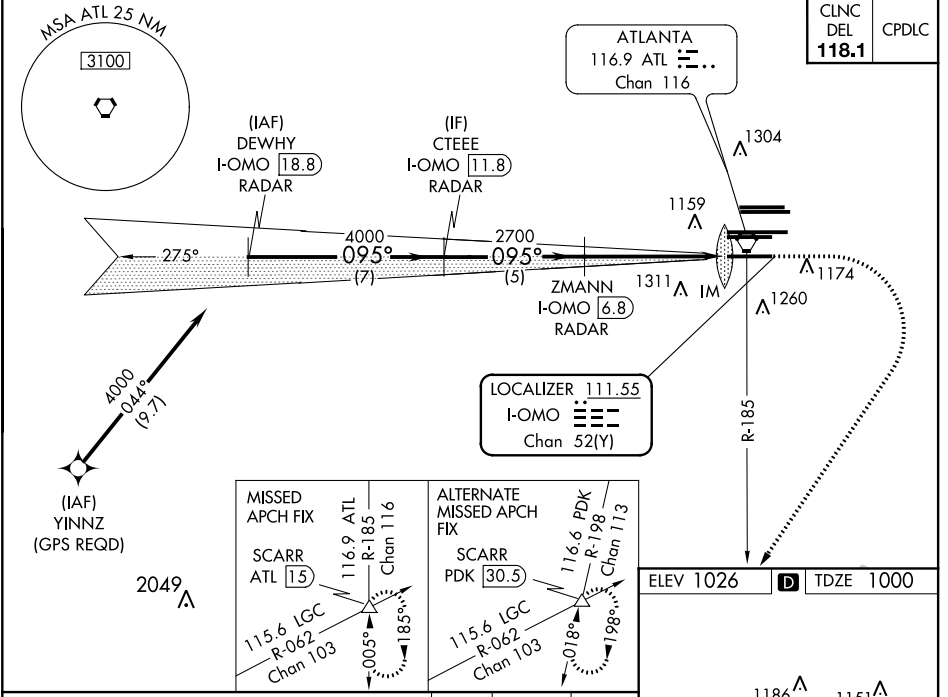 MSA ATL 25 NM
3100
CLNC
DEL
118.1
CPDLC
ATLANTA
116.9 ATL
Chan 116
(IAF)
DEWHY
I-OMO 18.8
RADAR
(IF)
CTEEE
I-OMO 11.8
RADAR
1304
1159
275°
4000
095°
(7)
2700
095°
(5)
ZMANN
I-OMO 6.8
RADAR
1311
IM
1174
1260
4000
044°
(9.7)
LOCALIZER 111.55
I-OMO
Chan 52(Y)
R-185
(IAF)
YINNZ
(GPS REQD)
2049
MISSED
APCH FIX
SCARR
ATL 15
116.9 ATL
R-185
Chan 116
115.6 LGC
R-062
Chan 103
005°
185°
ALTERNATE
MISSED APCH
FIX
SCARR
PDK 30.5
116.6 PDK
R-198
Chan 113
115.6 LGC
R-062
Chan 103
018°
198°
ELEV 1026
D
TDZE 1000
1186
1151